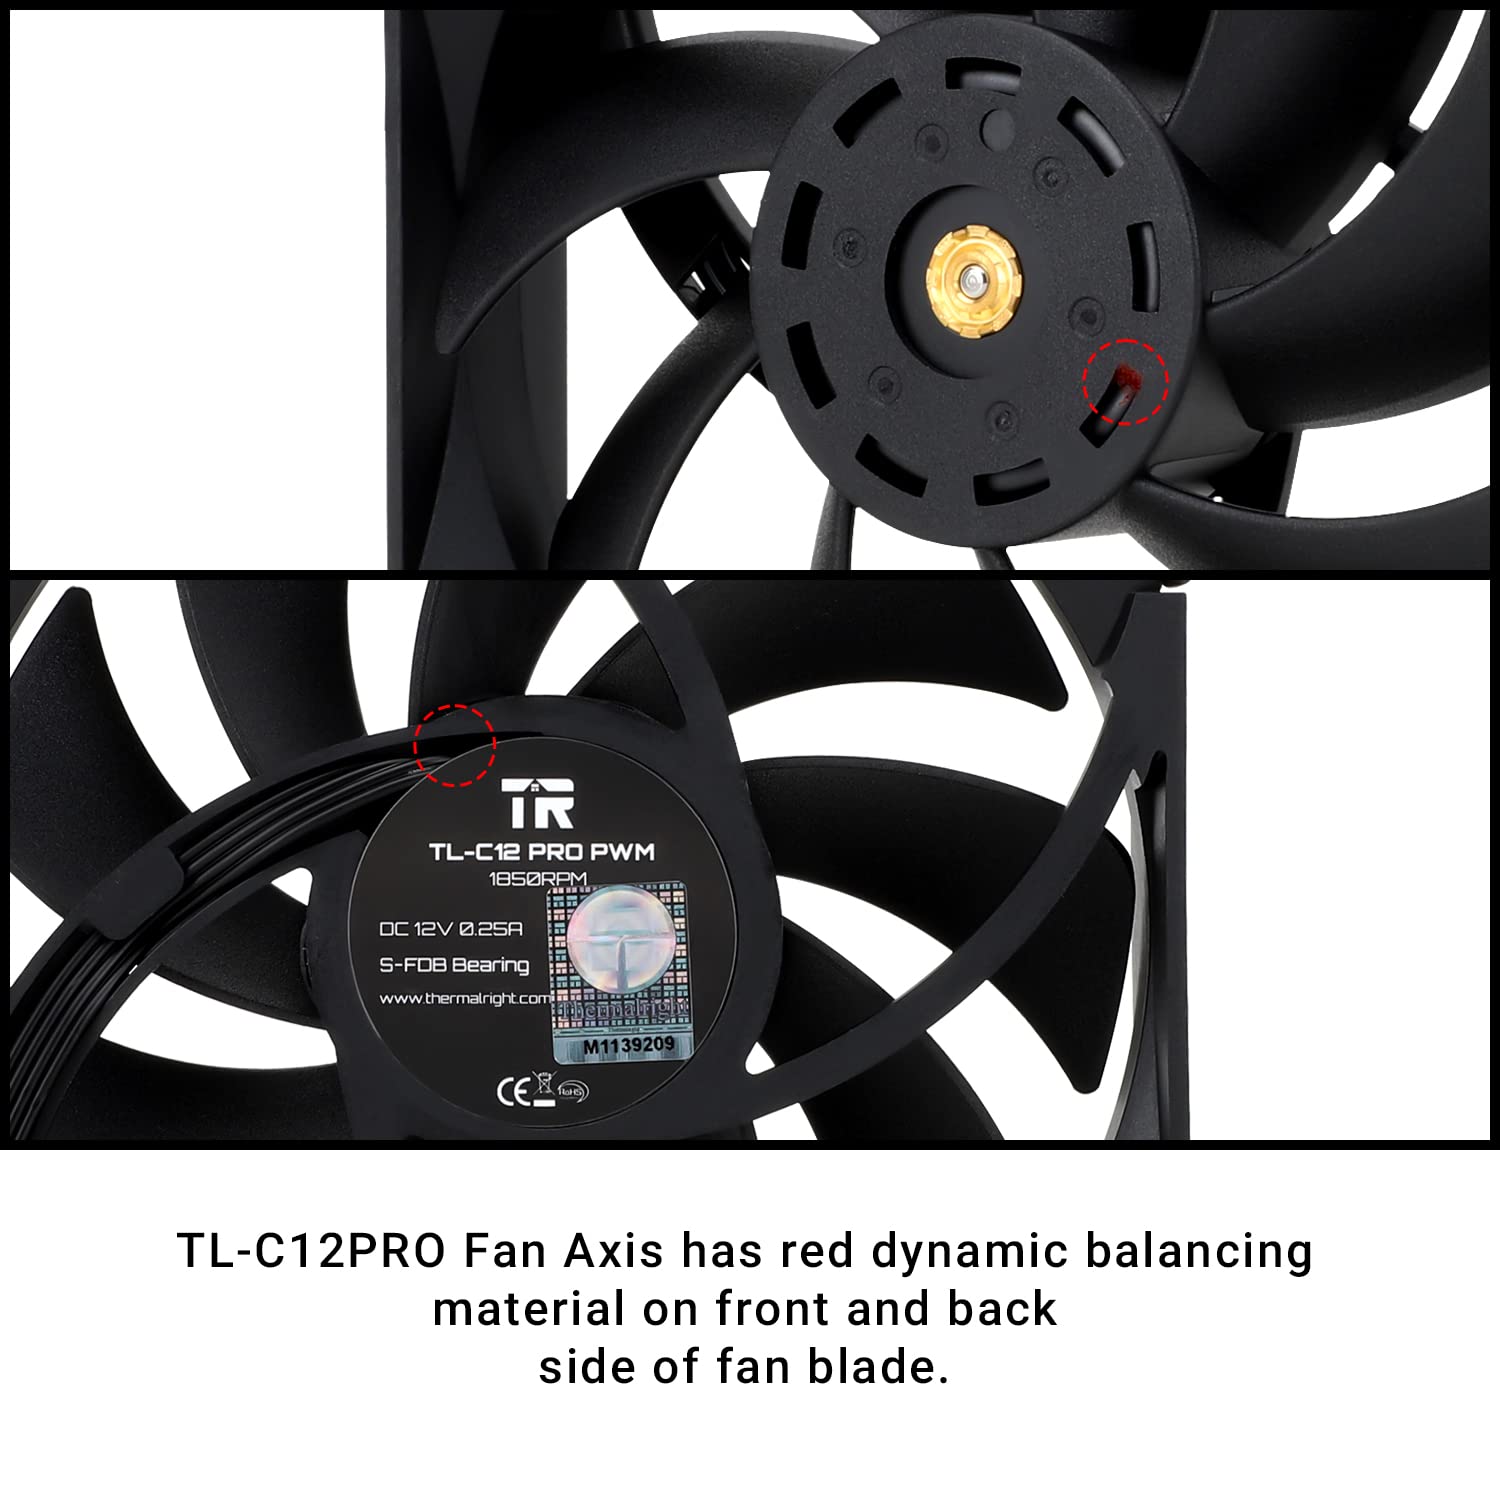 TR
TL-C12 PRO PWM
1850RPM
DC 12V 0.25A
S-FDB Bearing
www.thermalright.com
Thermalright
M1139209
CE RoHS
TL-C12PRO Fan Axis has red dynamic balancing
material on front and back
side of fan blade.